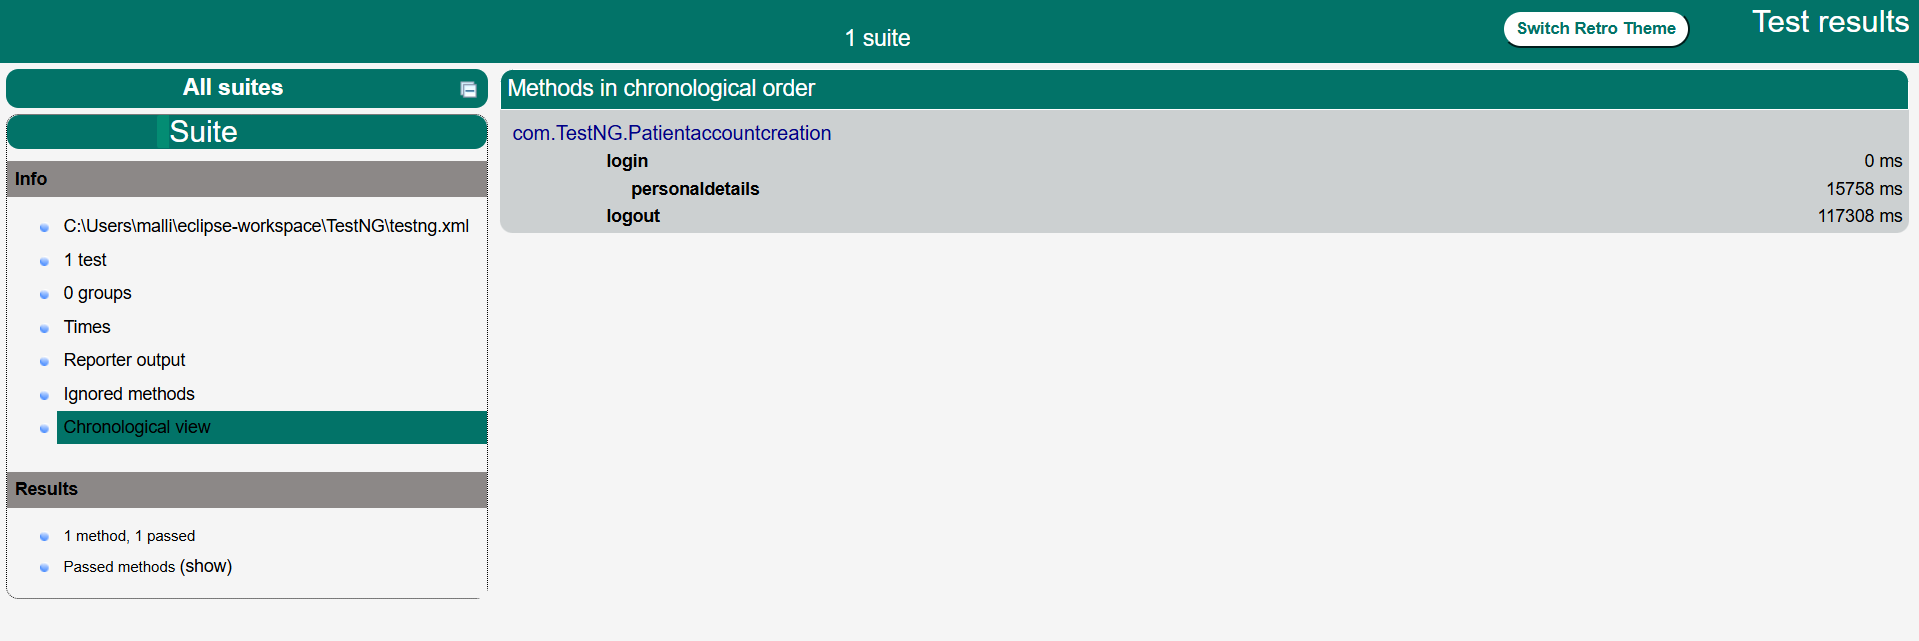 1 suite
Switch Retro Theme
Test results
All suites
Suite
Info
C:\Users\malli\eclipse-workspace\TestNG\testng.xml
1 test
0 groups
Times
Reporter output
Ignored methods
Chronological view
Results
1 method, 1 passed
Passed methods (show)
Methods in chronological order
com.TestNG.Patientaccountcreation
login 0 ms
personaldetails 15758 ms
logout 117308 ms